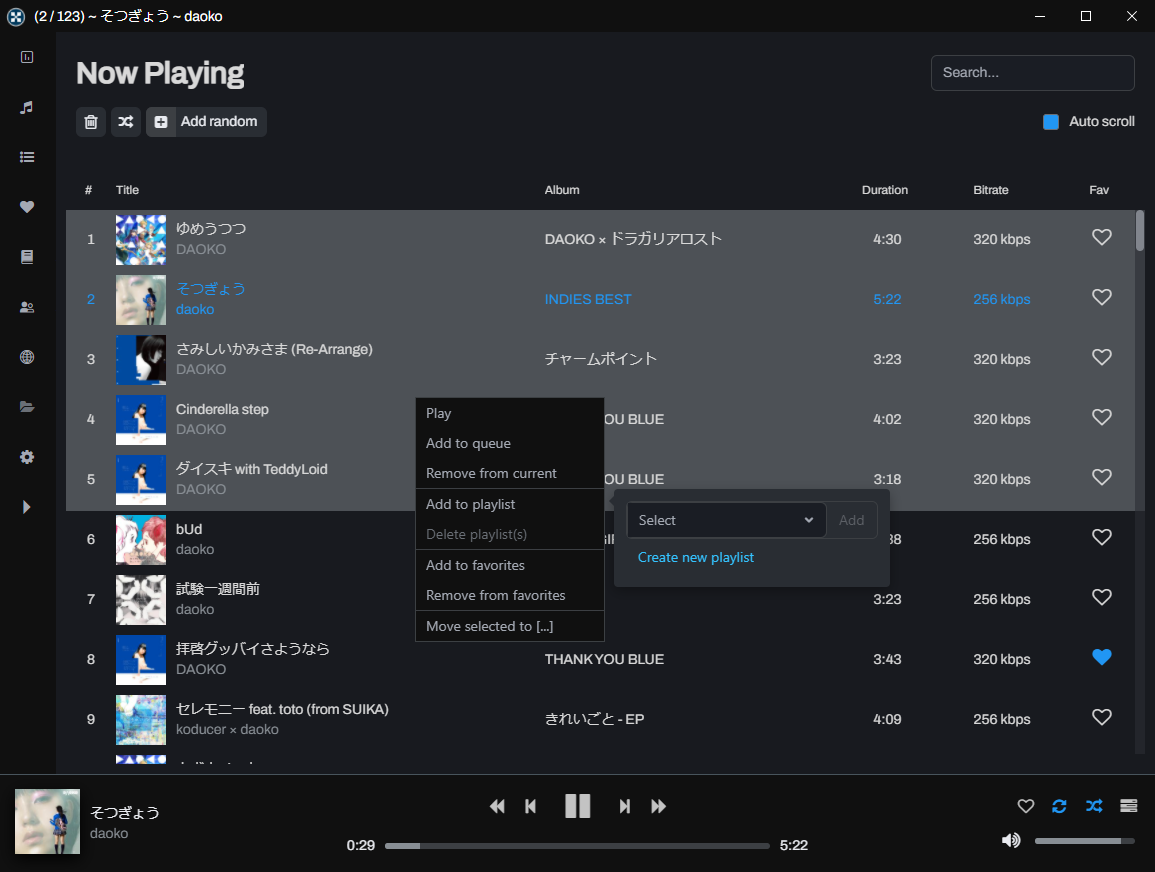 (2 / 123) ~ そつぎょう ~ daoko
Now Playing
Search...
Add random
Auto scroll
# Title Album Duration Bitrate Fav
1 ゆめうつつ DAOKO × ドラガリアロスト 4:30 320 kbps
DAOKO
2 そつぎょう INDIES BEST 5:22 256 kbps
daoko
3 さみしいかみさま (Re-Arrange) チャームポイント 3:23 320 kbps
DAOKO
4 Cinderella step OU BLUE 4:02 320 kbps
DAOKO
5 ダイスキ with TeddyLoid OU BLUE 3:18 320 kbps
DAOKO
6 bUd 256 kbps
daoko
7 試験一週間前 3:23 256 kbps
daoko
8 拝啓グッバイさようなら THANK YOU BLUE 3:43 320 kbps
DAOKO
9 セレモニー feat. toto (from SUIKA) きれいごと - EP 4:09 256 kbps
koducer × daoko
Play
Add to queue
Remove from current
Add to playlist
Delete playlist(s)
Add to favorites
Remove from favorites
Move selected to [...]
Select Add
Create new playlist
そつぎょう
daoko
0:29 5:22